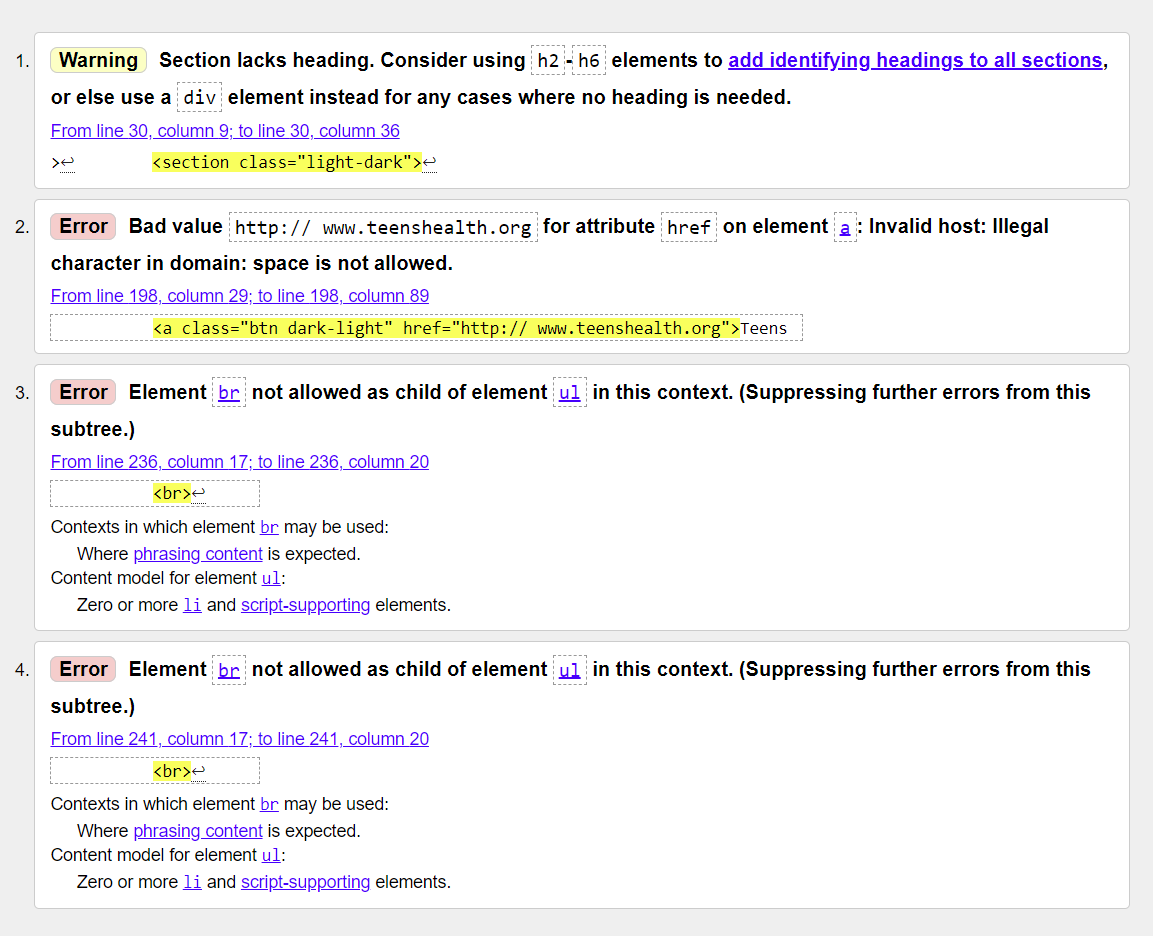 1. Warning Section lacks heading. Consider using h2-h6 elements to add identifying headings to all sections,
or else use a div element instead for any cases where no heading is needed.
From line 30, column 9; to line 30, column 36
>↩ <section class="light-dark">↩
2. Error Bad value http:// www.teenshealth.org for attribute href on element a: Invalid host: Illegal
character in domain: space is not allowed.
From line 198, column 29; to line 198, column 89
<a class="btn dark-light" href="http:// www.teenshealth.org">Teens
3. Error Element br not allowed as child of element ul in this context. (Suppressing further errors from this
subtree.)
From line 236, column 17; to line 236, column 20
<br>↩
Contexts in which element br may be used:
Where phrasing content is expected.
Content model for element ul:
Zero or more li and script-supporting elements.
4. Error Element br not allowed as child of element ul in this context. (Suppressing further errors from this
subtree.)
From line 241, column 17; to line 241, column 20
<br>↩
Contexts in which element br may be used:
Where phrasing content is expected.
Content model for element ul:
Zero or more li and script-supporting elements.